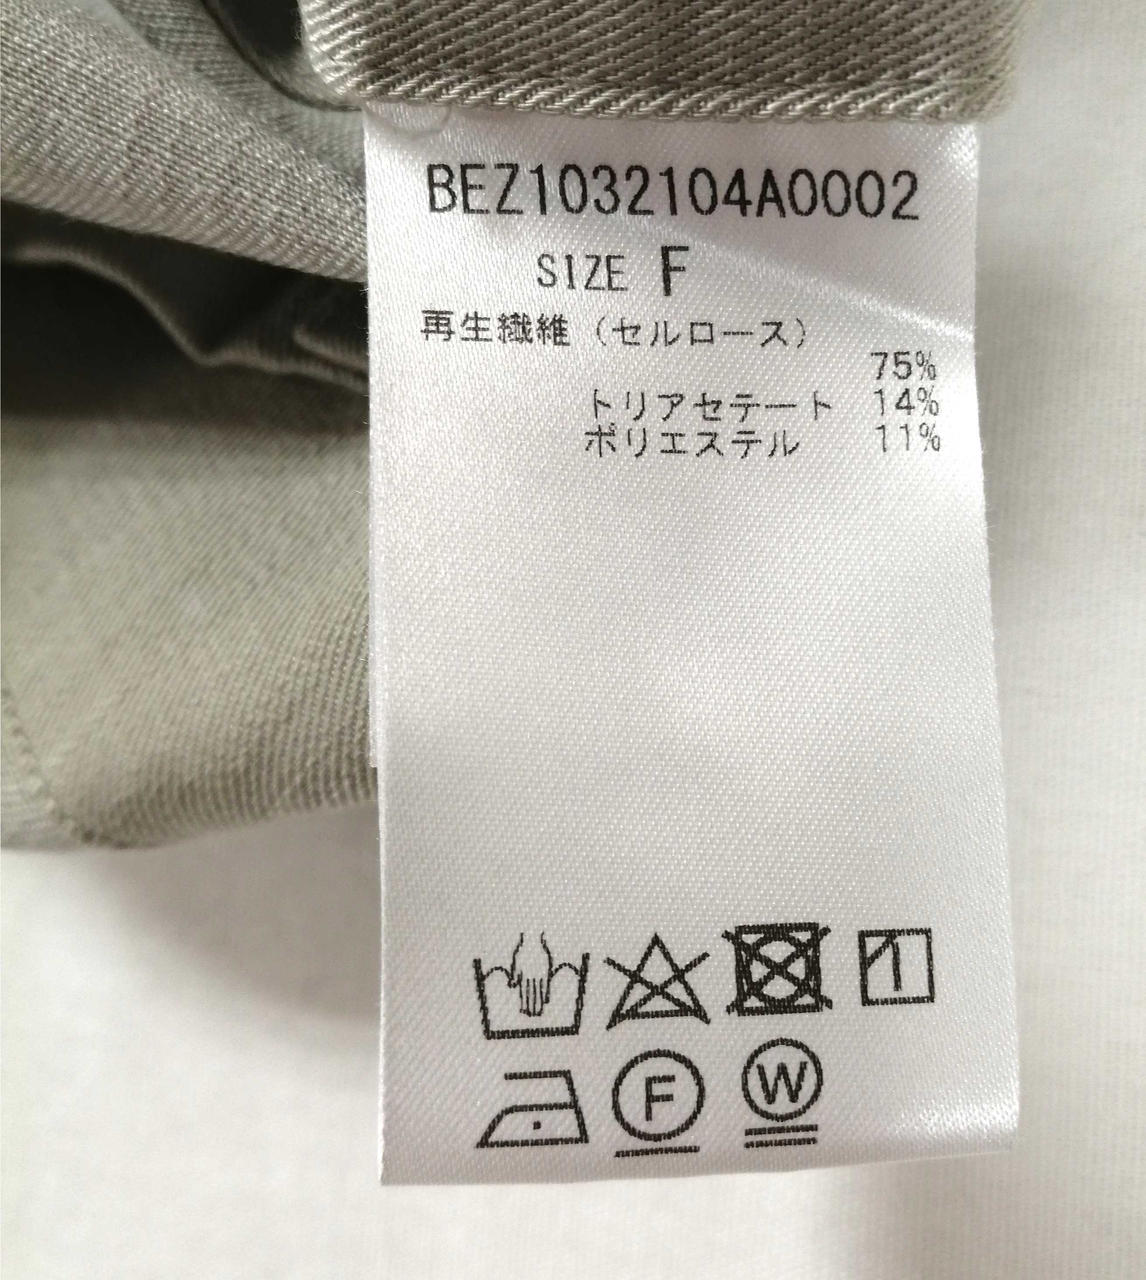 BEZ1032104A0002
SIZE F
再生繊維（セルロース）
75%
トリアセテート 14%
ポリエステル 11%
F
W